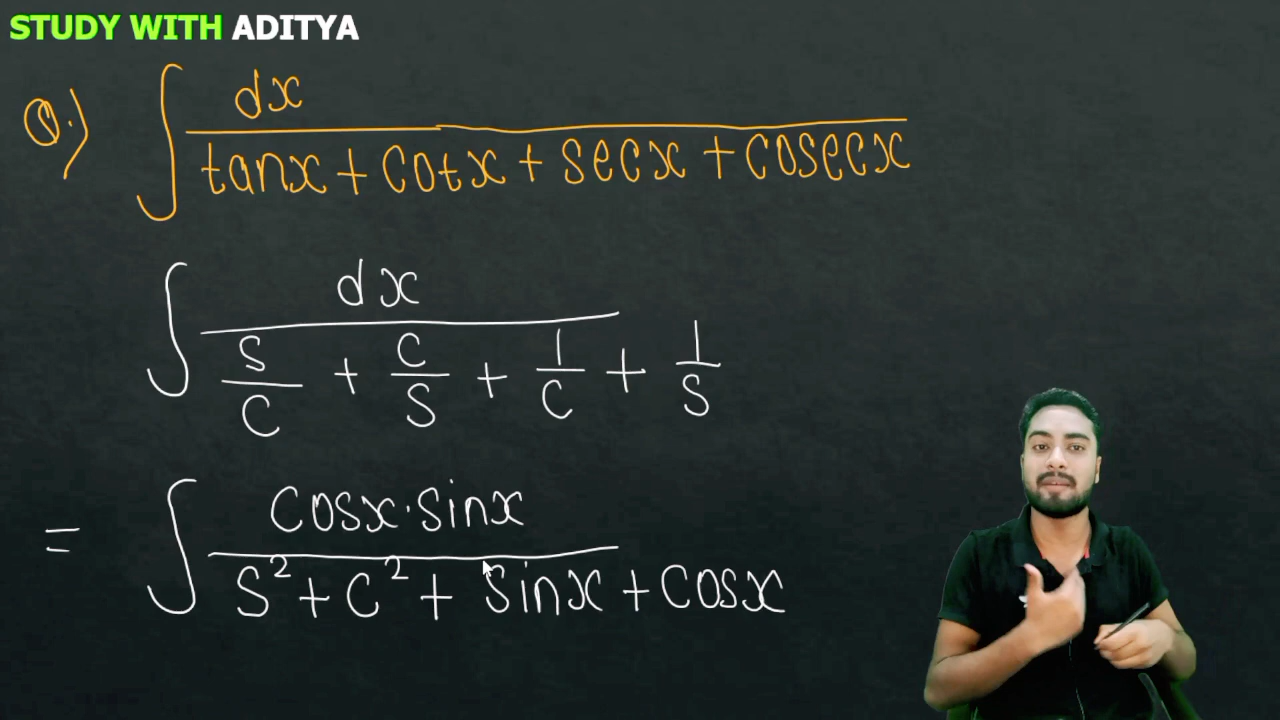 STUDY WITH ADITYA
Q.) ∫ dx / (tanx + cotx + secx + cosecx)
∫ dx / (S/C + C/S + 1/C + 1/S)
= ∫ cosx·sinx / (S² + C² + sinx + cosx)